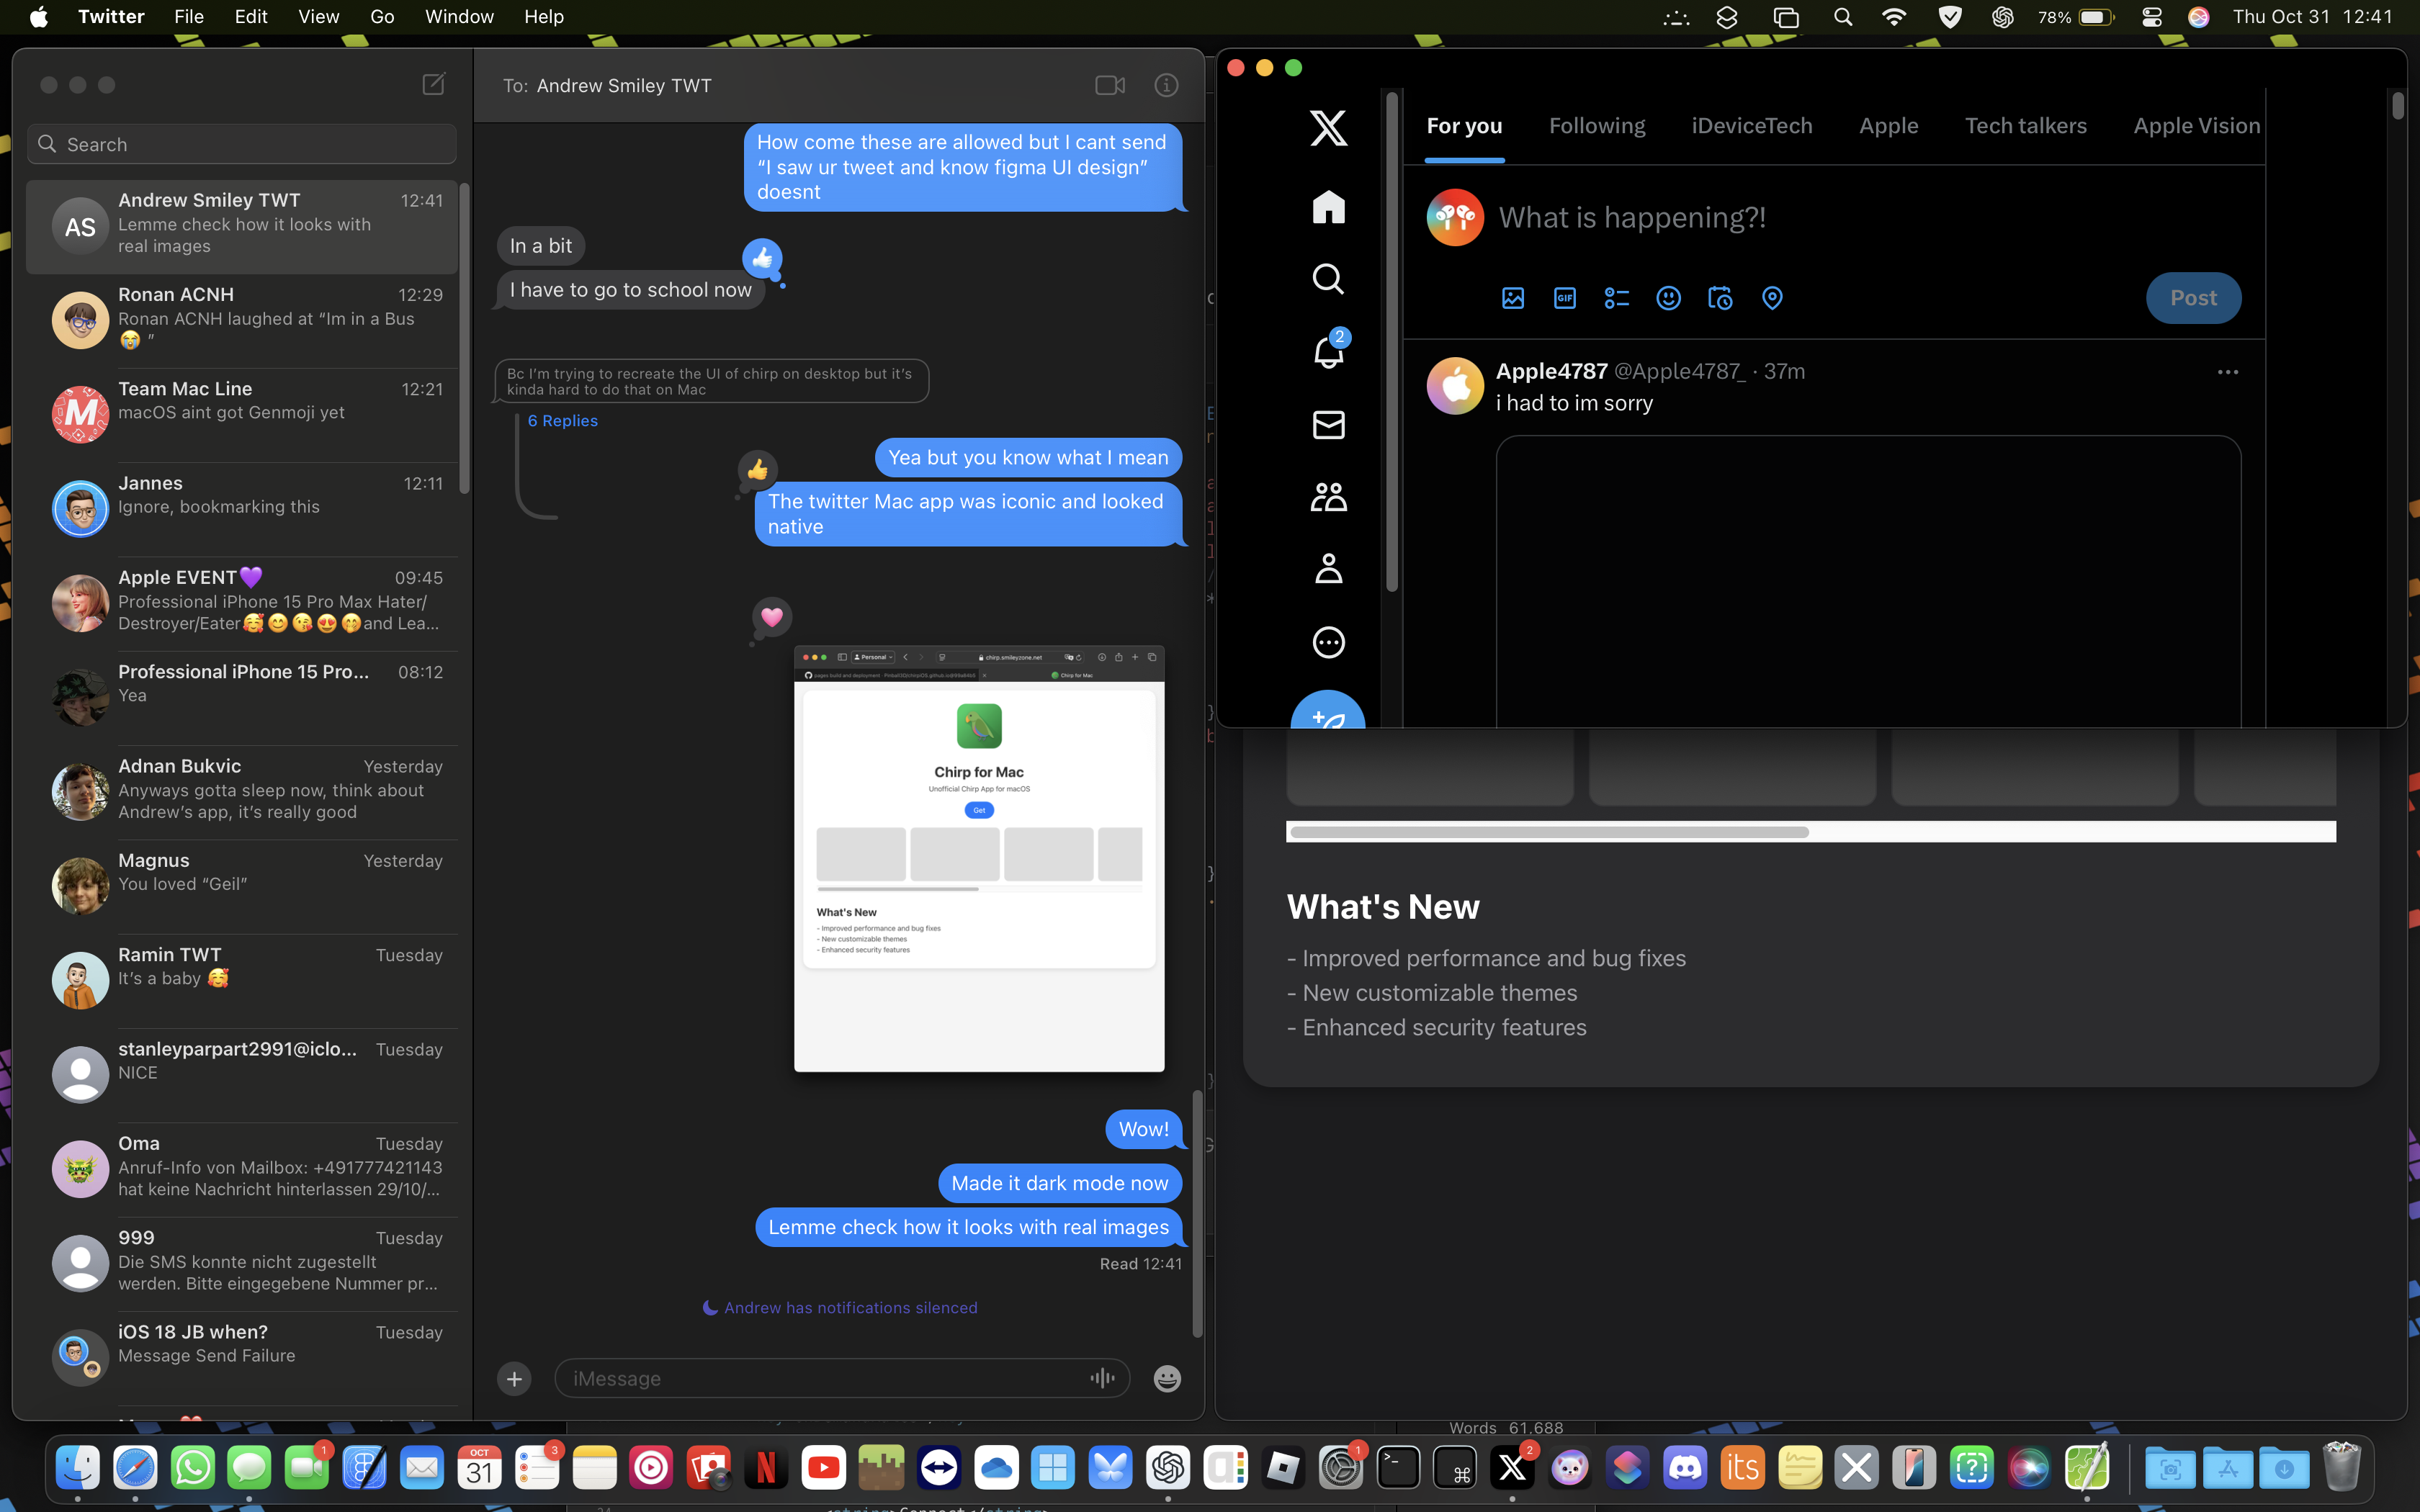 Twitter File Edit View Go Window Help
78% Thu Oct 31 12:41
Search
Andrew Smiley TWT 12:41
Lemme check how it looks with
real images
Ronan ACNH 12:29
Ronan ACNH laughed at “Im in a Bus
😭 ”
Team Mac Line 12:21
macOS aint got Genmoji yet
Jannes 12:11
Ignore, bookmarking this
Apple EVENT💜 09:45
Professional iPhone 15 Pro Max Hater/
Destroyer/Eater🥰😊😘😍🤭and Lea...
Professional iPhone 15 Pro... 08:12
Yea
Adnan Bukvic Yesterday
Anyways gotta sleep now, think about
Andrew’s app, it’s really good
Magnus Yesterday
You loved “Geil”
Ramin TWT Tuesday
It’s a baby 🥰
stanleyparpart2991@iclo... Tuesday
NICE
Oma Tuesday
Anruf-Info von Mailbox: +491777421143
hat keine Nachricht hinterlassen 29/10/...
999 Tuesday
Die SMS konnte nicht zugestellt
werden. Bitte eingegebene Nummer pr...
iOS 18 JB when? Tuesday
Message Send Failure
AS
To: Andrew Smiley TWT
How come these are allowed but I cant send
“I saw ur tweet and know figma UI design”
doesnt
In a bit
I have to go to school now
Bc I’m trying to recreate the UI of chirp on desktop but it’s
kinda hard to do that on Mac
6 Replies
Yea but you know what I mean
The twitter Mac app was iconic and looked
native
Personal
chirp.smileyzone.net
Chirp for Mac
Chirp for Mac
Unofficial Chirp App for macOS
Get
What's New
- Improved performance and bug fixes
- New customizable themes
- Enhanced security features
Wow!
Made it dark mode now
Lemme check how it looks with real images
Read 12:41
Andrew has notifications silenced
iMessage
For you Following iDeviceTech Apple Tech talkers Apple Vision
What is happening?!
GIF
Post
2
Apple4787 @Apple4787_ · 37m
i had to im sorry
What's New
- Improved performance and bug fixes
- New customizable themes
- Enhanced security features
Words 61.688
1
OCT
31
3
1
2
its
<string>Connect</string>